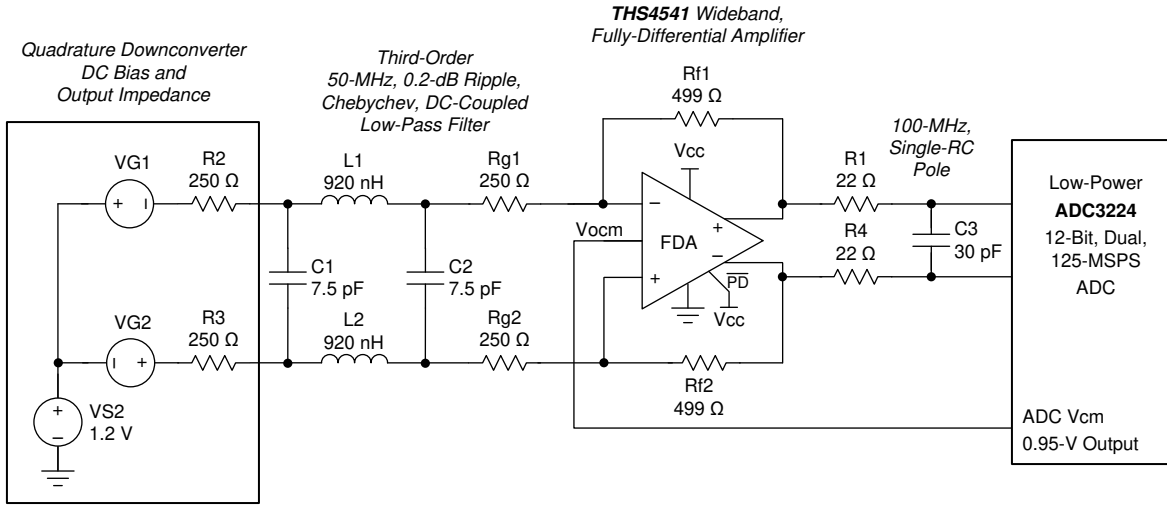 THS4541 Wideband,
Fully-Differential Amplifier
Quadrature Downconverter
DC Bias and
Output Impedance
Third-Order
50-MHz, 0.2-dB Ripple,
Chebychev, DC-Coupled
Low-Pass Filter
Rf1
499 Ω
100-MHz,
Single-RC
Pole
VG1
+ –
R2
250 Ω
L1
920 nH
Rg1
250 Ω
Vcc
R1
22 Ω
Low-Power
ADC3224
12-Bit, Dual,
125-MSPS
ADC
–
+
Vocm
FDA
–
+
PD
Vcc
R4
22 Ω
C3
30 pF
C1
7.5 pF
C2
7.5 pF
VG2
– +
R3
250 Ω
L2
920 nH
Rg2
250 Ω
Rf2
499 Ω
+
–
VS2
1.2 V
ADC Vcm
0.95-V Output